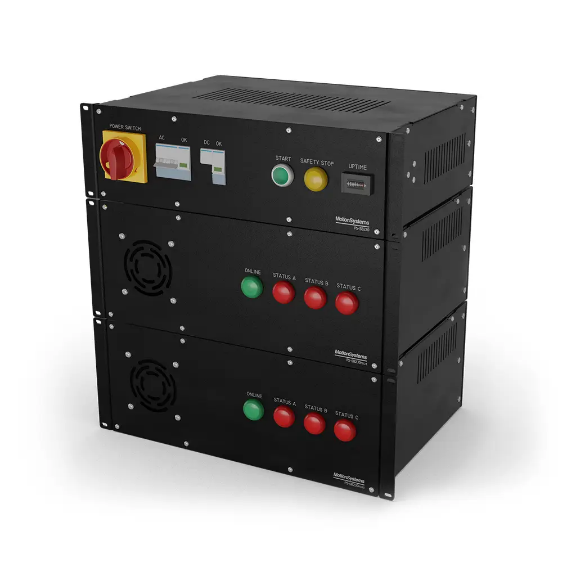 POWER SWITCH
AC OK DC OK
START SAFETY STOP UPTIME
MotionSystems
ONLINE STATUS A STATUS B STATUS C
MotionSystems
ONLINE STATUS A STATUS B STATUS C
MotionSystems